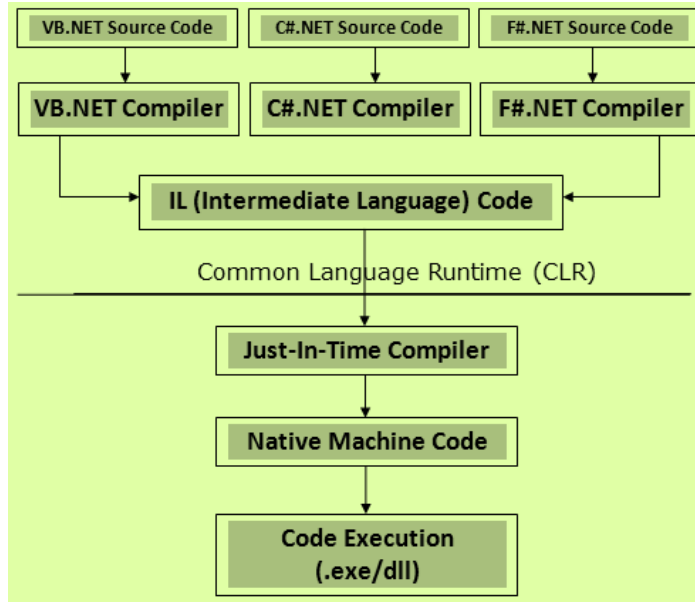 VB.NET Source Code
C#.NET Source Code
F#.NET Source Code
VB.NET Compiler
C#.NET Compiler
F#.NET Compiler
IL (Intermediate Language) Code
Common Language Runtime (CLR)
Just-In-Time Compiler
Native Machine Code
Code Execution
(.exe/dll)